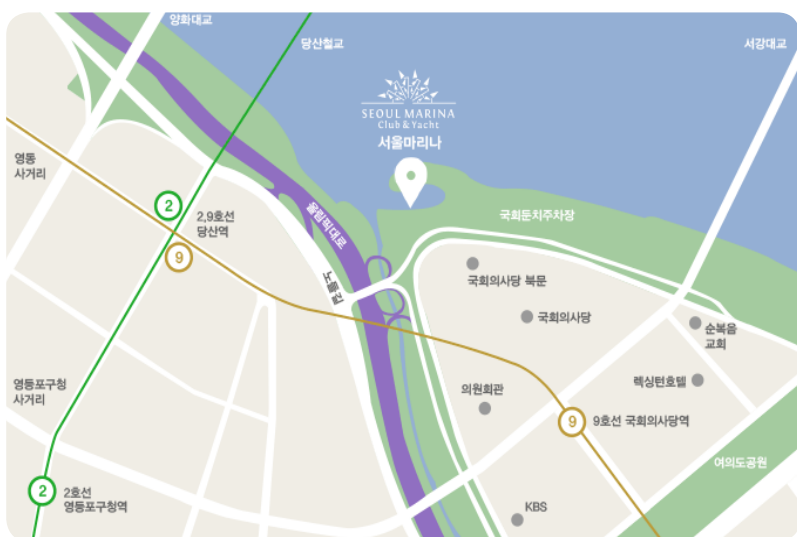 양화대교
당산철교
서강대교
SEOUL MARINA
Club & Yacht
서울마리나
영동
사거리
2
2,9호선
당산역
9
올림픽대로
국회둔치주차장
노들길
국회의사당 북문
국회의사당
순복음
교회
영등포구청
사거리
의원회관
렉싱턴호텔
9
9호선 국회의사당역
여의도공원
2
2호선
영등포구청역
KBS